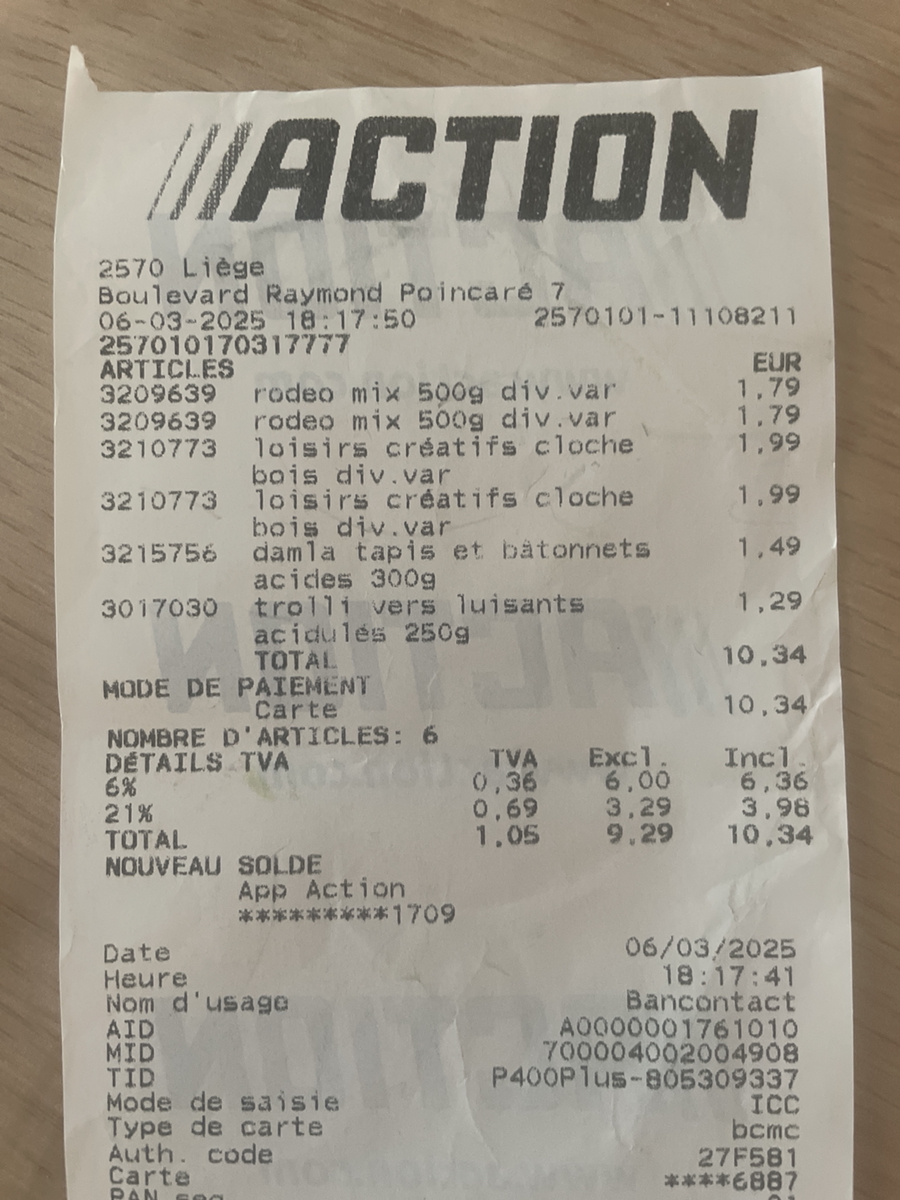 ///ACTION
2570 Liège
Boulevard Raymond Poincaré 7
06-03-2025 18:17:50 2570101-11108211
257010170317777
ARTICLES EUR
3209639 rodeo mix 500g div.var 1,79
3209639 rodeo mix 500g div.var 1,79
3210773 loisirs créatifs cloche 1,99
bois div.var
3210773 loisirs créatifs cloche 1,99
bois div.var
3215756 damla tapis et bâtonnets 1,49
acides 300g
3017030 trolli vers luisants 1,29
acidulés 250g
TOTAL 10,34
MODE DE PAIEMENT
Carte 10,34
NOMBRE D'ARTICLES: 6
DÉTAILS TVA TVA Excl. Incl.
6% 0,36 6,00 6,36
21% 0,69 3,29 3,98
TOTAL 1,05 9,29 10,34
NOUVEAU SOLDE
App Action
*********1709
Date 06/03/2025
Heure 18:17:41
Nom d'usage Bancontact
AID A0000001761010
MID 700004002004908
TID P400Plus-805309337
Mode de saisie ICC
Type de carte bcmc
Auth. code 27F581
Carte ****6887
PAN seq